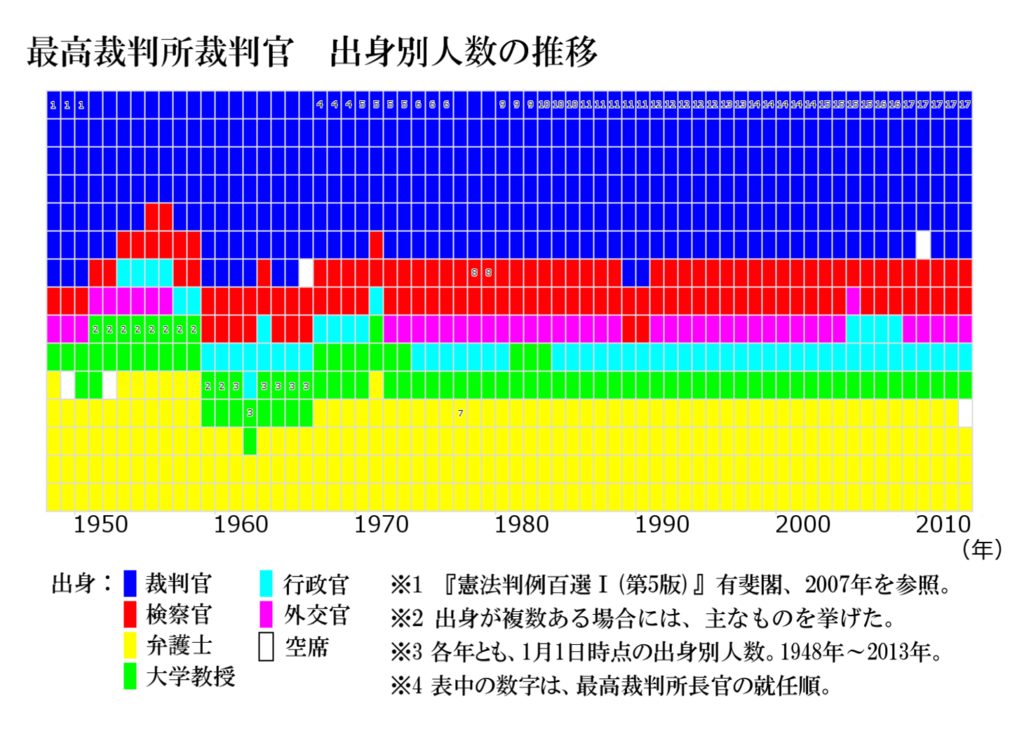 最高裁判所裁判官　出身別人数の推移
1 1 1 4 4 4 5 5 5 5 6 6 6 9 9 9 10 10 10 11 11 11 11 12 12 12 12 12 13 13 14 14 14 14 14 15 15 15 15 16 16 17 17 17 17 17
8 8
2 2 2 2 2 2 2 2
2 2 3 3 3 3 3
3 7
1950 1960 1970 1980 1990 2000 2010
(年)
出身： 裁判官 行政官 ※1 『憲法判例百選Ⅰ(第5版)』有斐閣、2007年を参照。
検察官 外交官 ※2 出身が複数ある場合には、主なものを挙げた。
弁護士 空席 ※3 各年とも、1月1日時点の出身別人数。1948年～2013年。
大学教授 ※4 表中の数字は、最高裁判所長官の就任順。